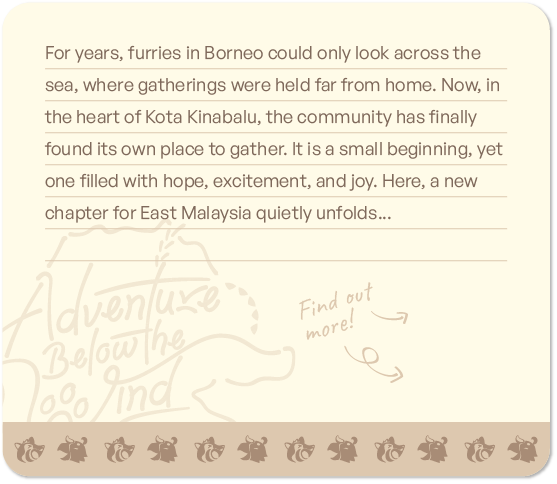 For years, furries in Borneo could only look across the
sea, where gatherings were held far from home. Now, in
the heart of Kota Kinabalu, the community has finally
found its own place to gather. It is a small beginning, yet
one filled with hope, excitement, and joy. Here, a new
chapter for East Malaysia quietly unfolds...
Adventure
Below the
Wind
Find out
more!